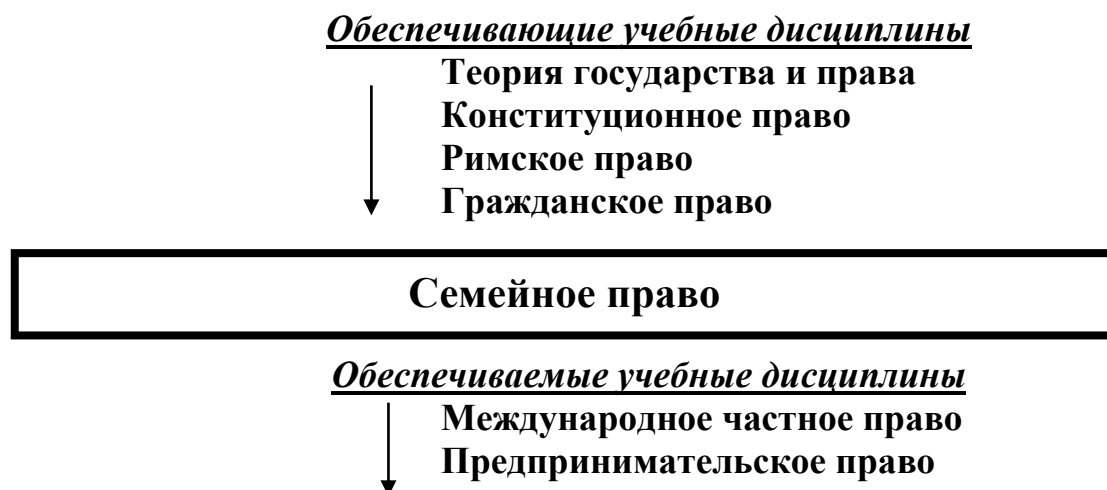 Обеспечивающие учебные дисциплины
Теория государства и права
Конституционное право
Римское право
Гражданское право
Семейное право
Обеспечиваемые учебные дисциплины
Международное частное право
Предпринимательское право